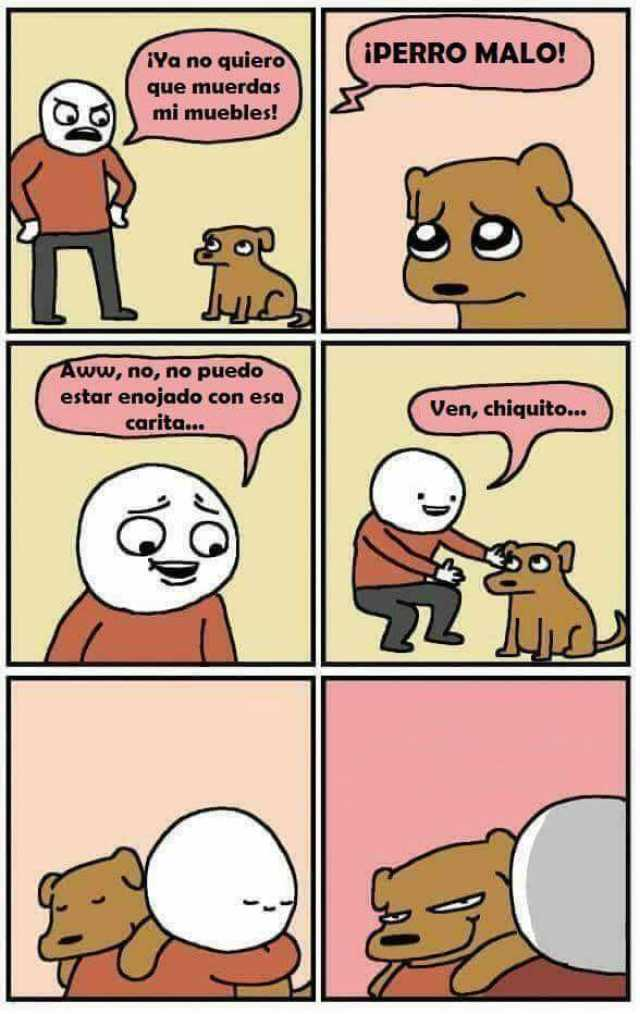 ¡Ya no quiero
que muerdas
mi muebles!
¡PERRO MALO!
Aww, no, no puedo
estar enojado con esa
carita...
Ven, chiquito...